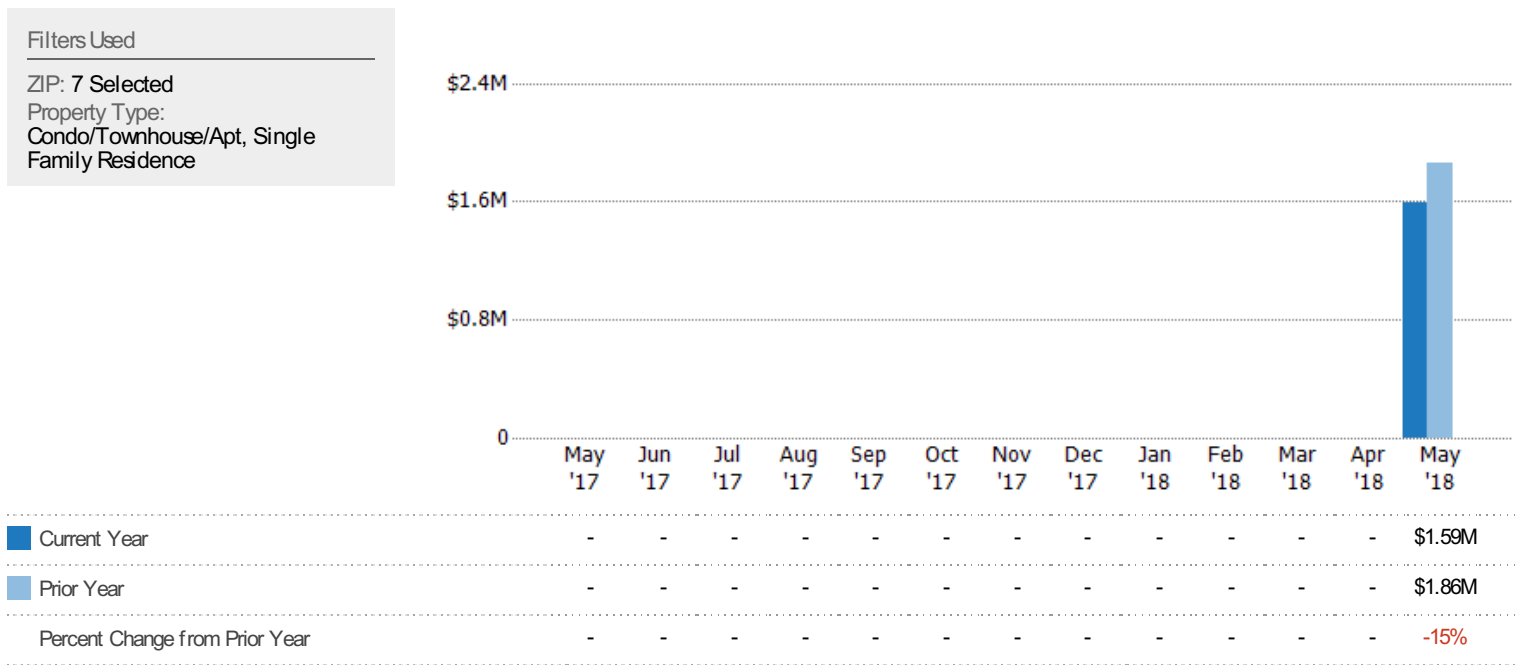 Filters Used
ZIP: 7 Selected
Property Type:
Condo/Townhouse/Apt, Single
Family Residence
$2.4M
$1.6M
$0.8M
0
May Jun Jul Aug Sep Oct Nov Dec Jan Feb Mar Apr May
'17 '17 '17 '17 '17 '17 '17 '17 '18 '18 '18 '18 '18
Current Year - - - - - - - - - - - - $1.59M
Prior Year - - - - - - - - - - - - $1.86M
Percent Change from Prior Year - - - - - - - - - - - - -15%